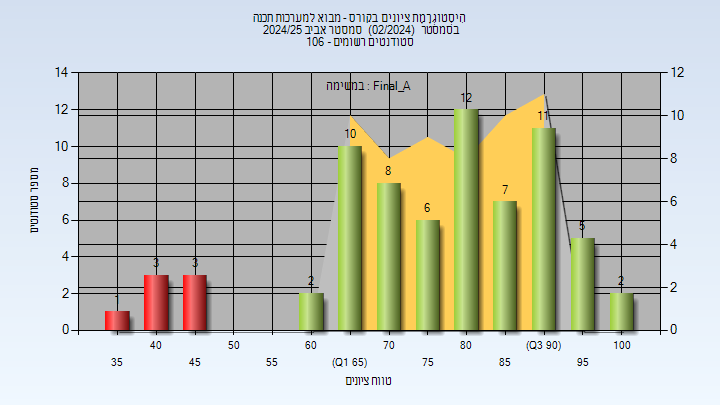 היסטוגרמת ציונים בקורס - מבוא למערכות תכנה
בסמסטר (02/2024) סמסטר אביב 2024/25
סטודנטים רשומים - 106
במשימה : Final_A
14 12 10 8 6 4 2 0
12 10 8 6 4 2 0
מספר סטודנטים
1 3 3 2 10 8 6 12 7 11 5 2
40 50 60 70 80 (Q3 90) 100
35 45 55 (Q1 65) 75 85 95
טווח ציונים